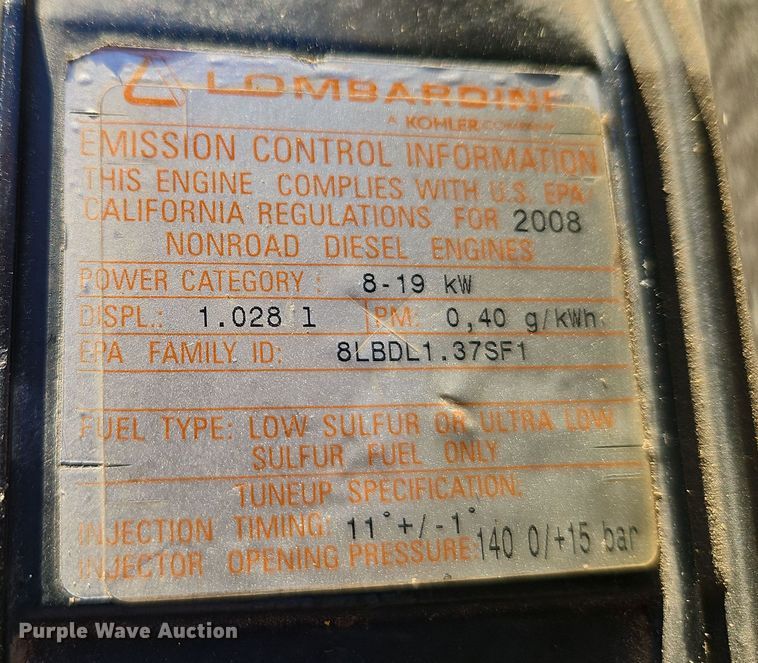 LOMBARDINI
A KOHLER COMPANY
EMISSION CONTROL INFORMATION
THIS ENGINE COMPLIES WITH U.S. EPA/
CALIFORNIA REGULATIONS FOR 2008
NONROAD DIESEL ENGINES
POWER CATEGORY : 8-19 kW
DISPL.: 1.028 l PM: 0,40 g/kWh
EPA FAMILY ID: 8LBDL1.37SF1
FUEL TYPE: LOW SULFUR OR ULTRA LOW
SULFUR FUEL ONLY
TUNEUP SPECIFICATION.
INJECTION TIMING: 11°+/-1°
INJECTOR OPENING PRESSURE: 140 0/+15 bar
Purple Wave Auction